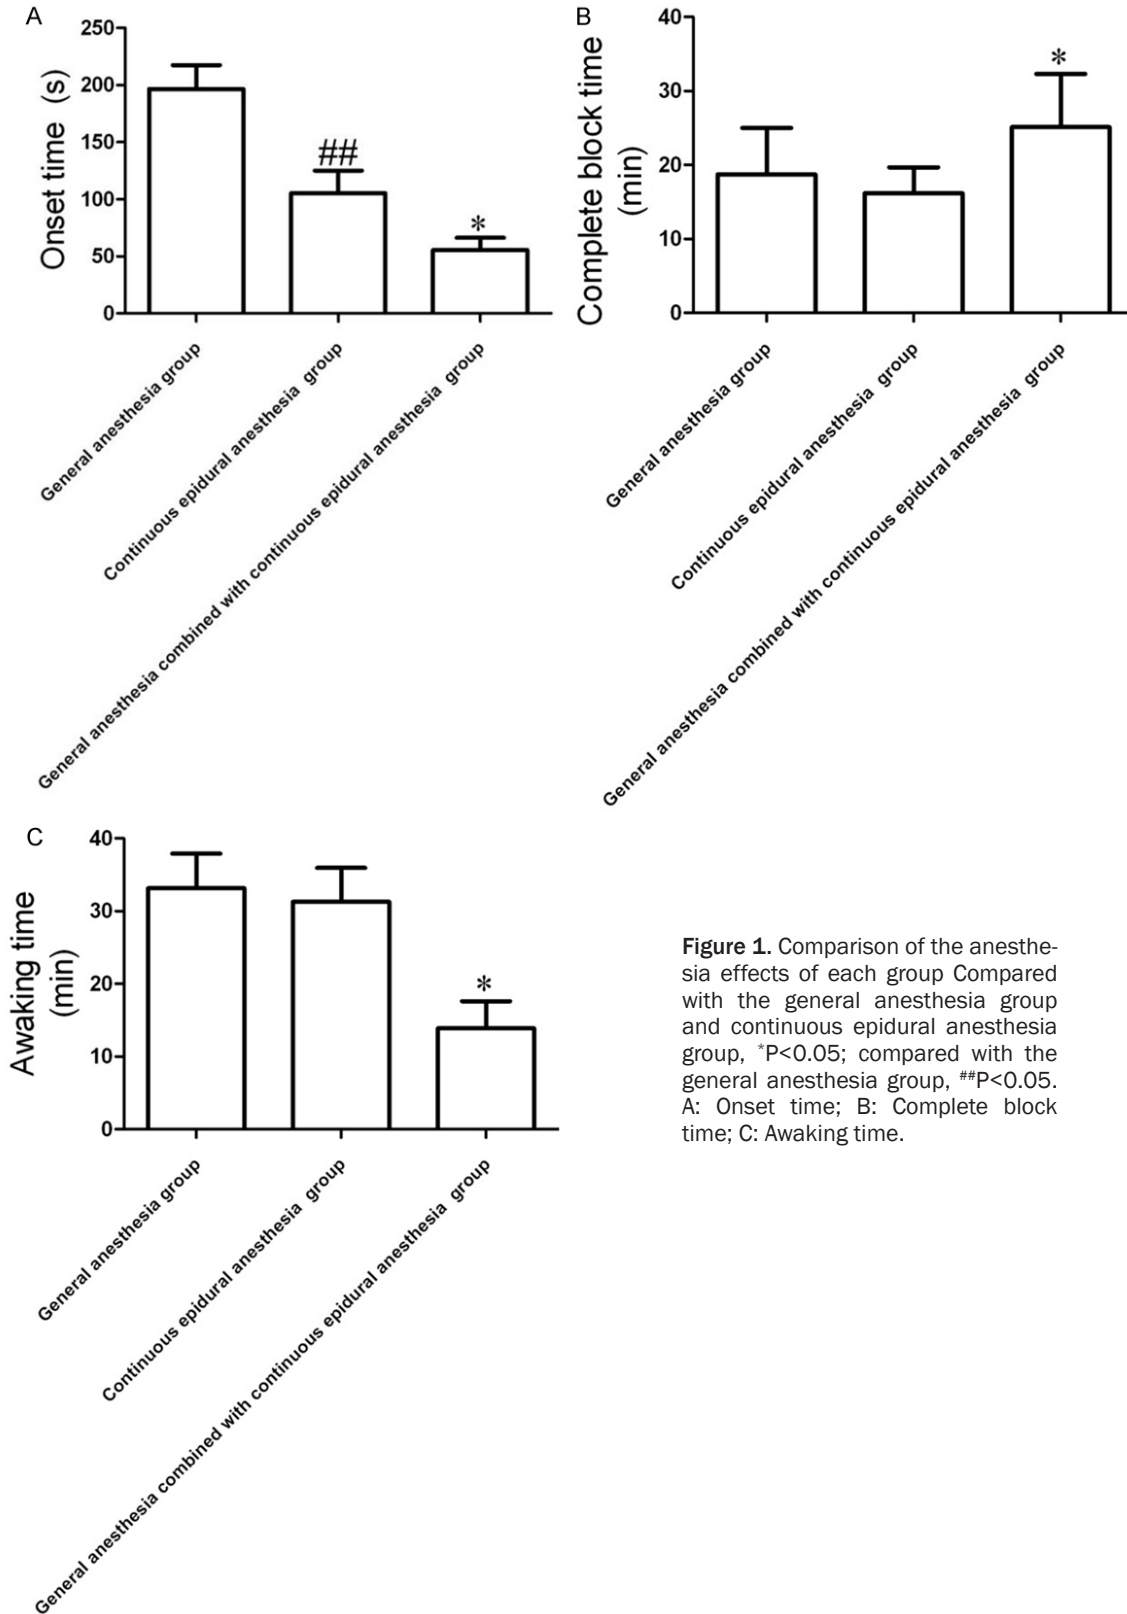 A
Onset time (s)
250
200
150
100
50
0
##
*
General anesthesia group
Continuous epidural anesthesia group
General anesthesia combined with continuous epidural anesthesia group
B
Complete block time
(min)
40
30
20
10
0
*
General anesthesia group
Continuous epidural anesthesia group
General anesthesia combined with continuous epidural anesthesia group
C
Awaking time
(min)
40
30
20
10
0
*
General anesthesia group
Continuous epidural anesthesia group
General anesthesia combined with continuous epidural anesthesia group
Figure 1. Comparison of the anesthe-
sia effects of each group Compared
with the general anesthesia group
and continuous epidural anesthesia
group, *P<0.05; compared with the
general anesthesia group, ##P<0.05.
A: Onset time; B: Complete block
time; C: Awaking time.